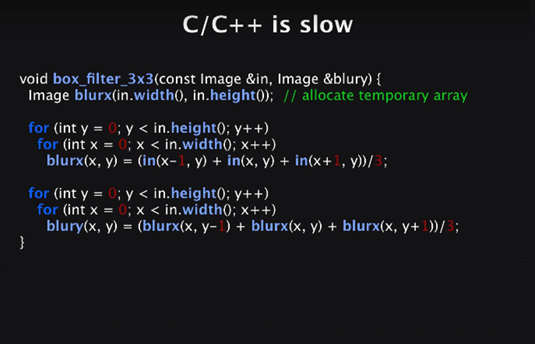 C/C++ is slow
void box_filter_3x3(const Image &in, Image &blury) {
Image blurx(in.width(), in.height()); // allocate temporary array
for (int y = 0; y < in.height(); y++)
for (int x = 0; x < in.width(); x++)
blurx(x, y) = (in(x-1, y) + in(x, y) + in(x+1, y))/3;
for (int y = 0; y < in.height(); y++)
for (int x = 0; x < in.width(); x++)
blury(x, y) = (blurx(x, y-1) + blurx(x, y) + blurx(x, y+1))/3;
}